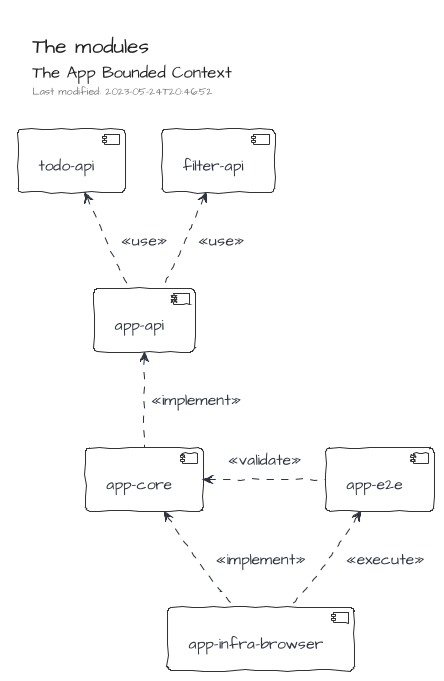 The modules
The App Bounded Context
Last modified: 2023-05-24T20:46:52
todo-api
filter-api
«use»
«use»
app-api
«implement»
«validate»
app-core
app-e2e
«implement»
«execute»
app-infra-browser